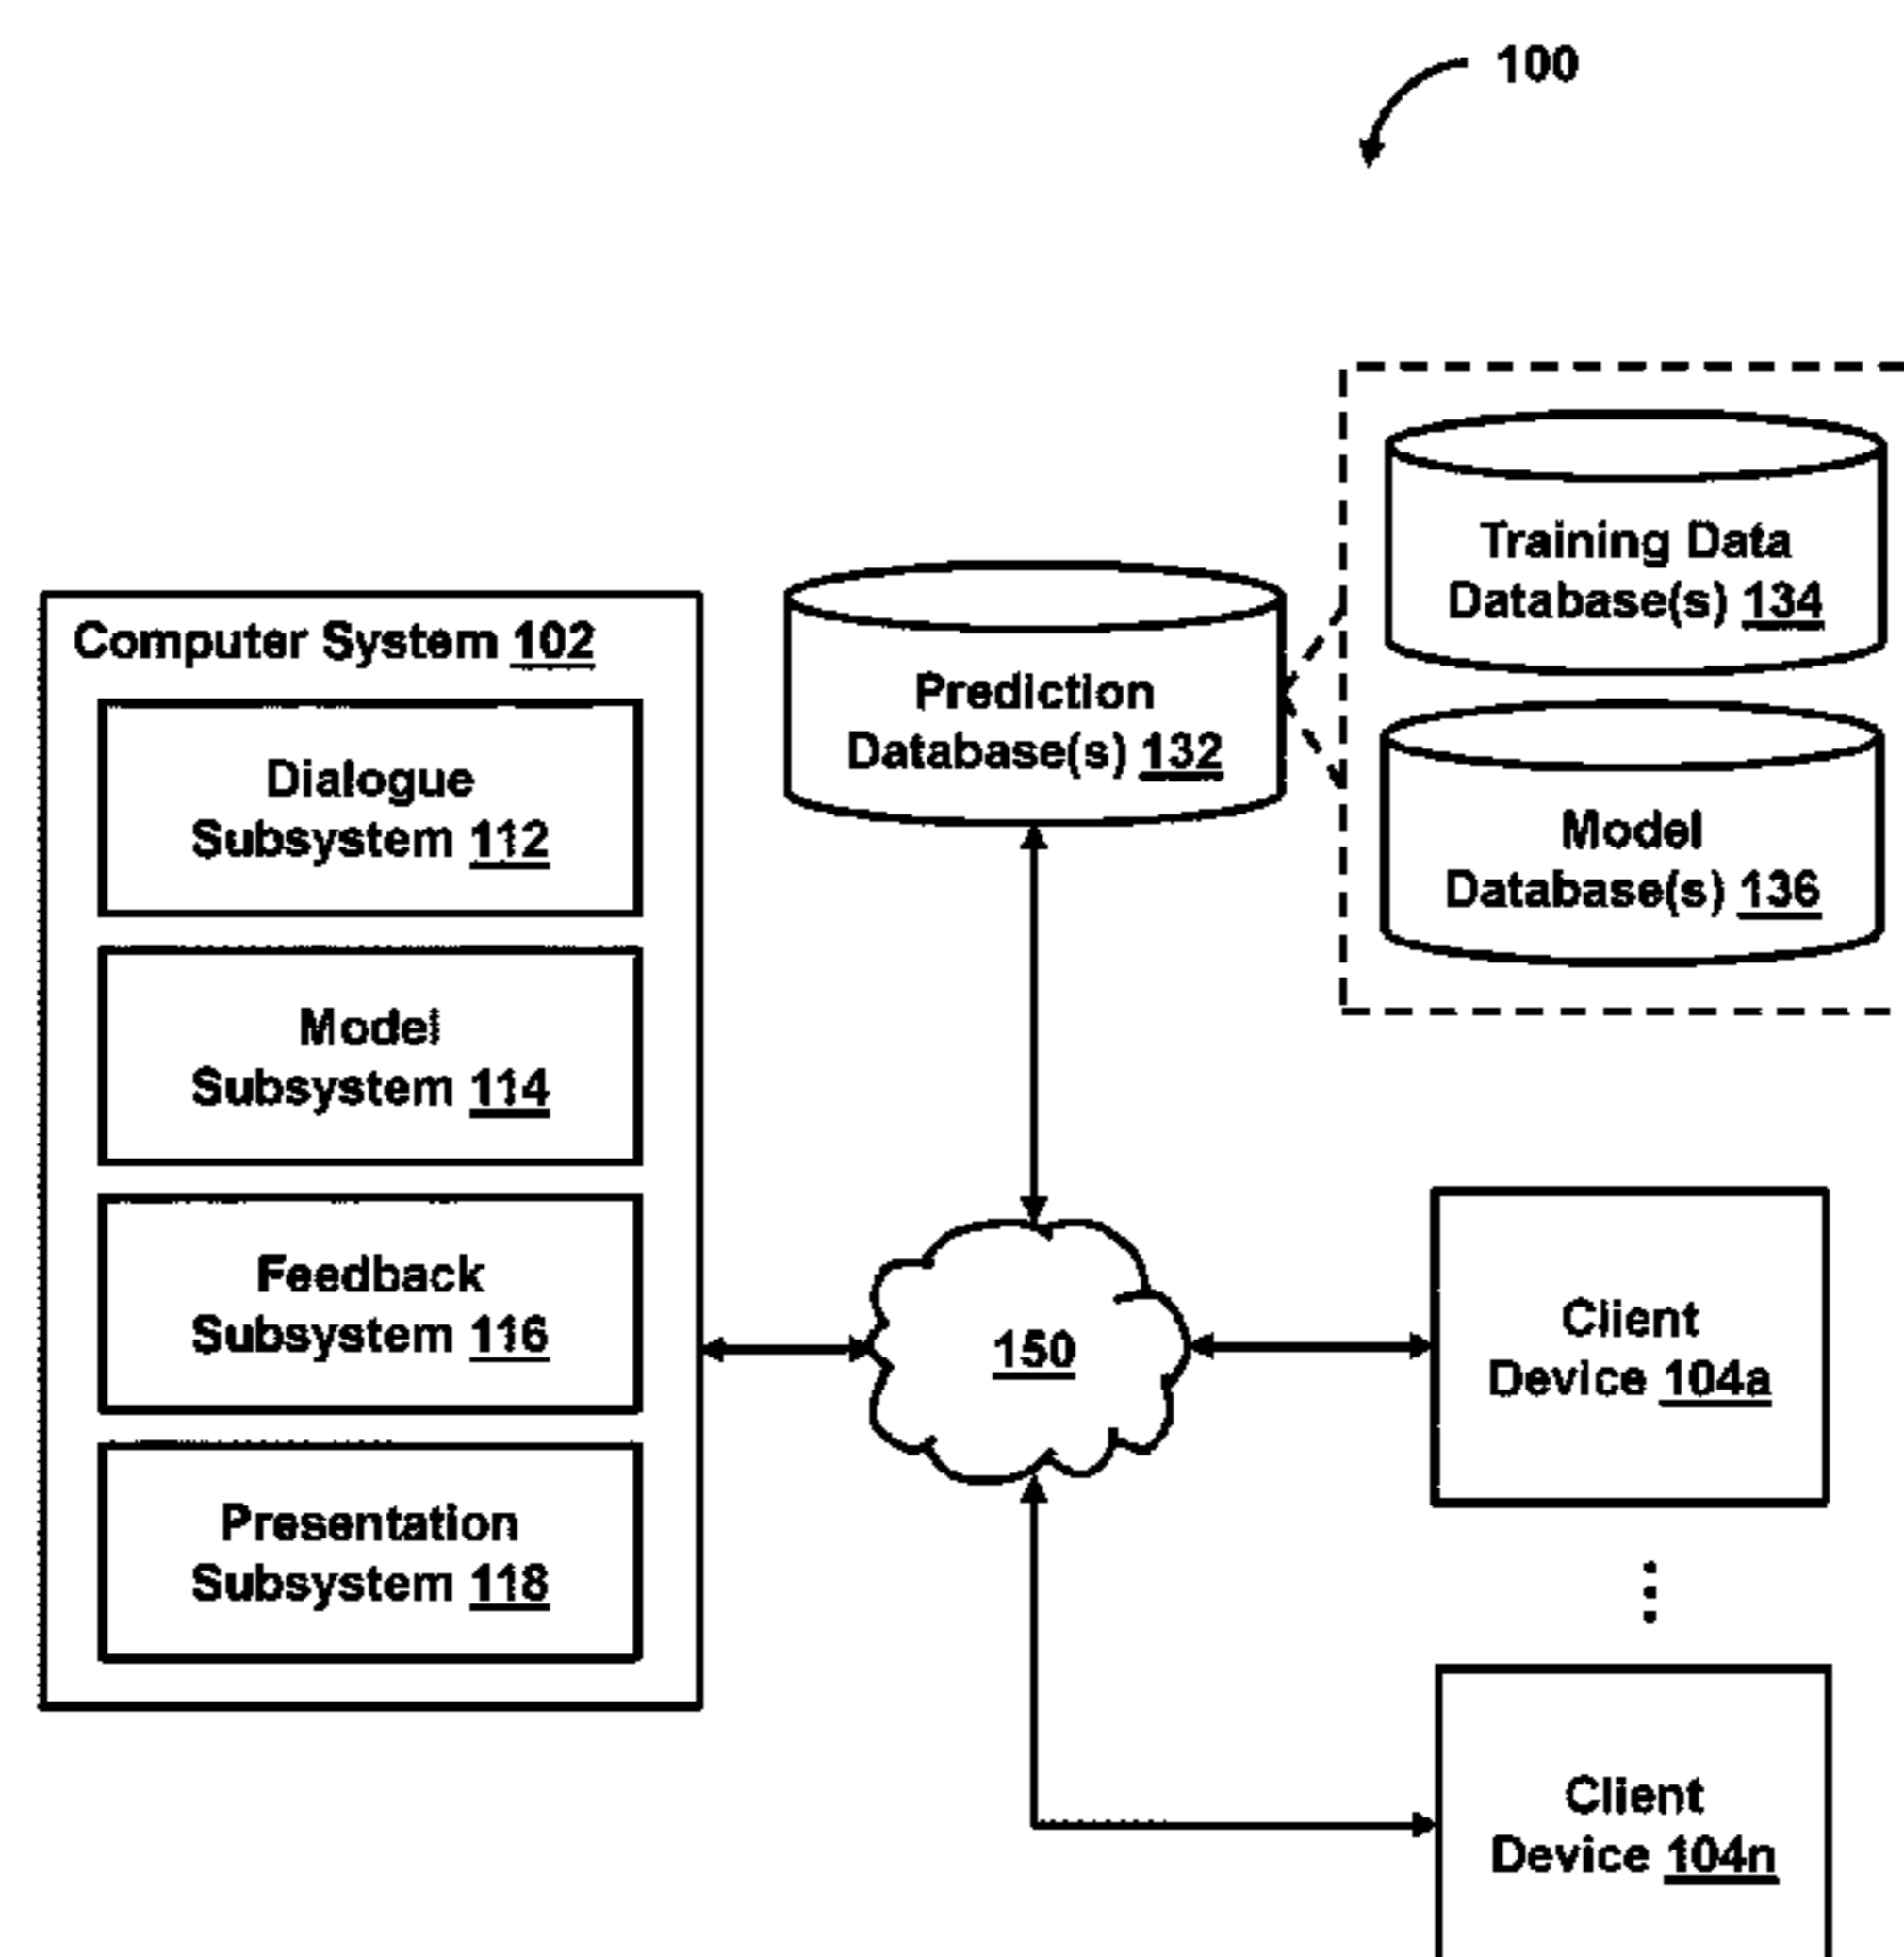 100
Computer System 102
Dialogue
Subsystem 112
Model
Subsystem 114
Feedback
Subsystem 116
Presentation
Subsystem 118
Prediction
Database(s) 132
Training Data
Database(s) 134
Model
Database(s) 136
150
Client
Device 104a
Client
Device 104n